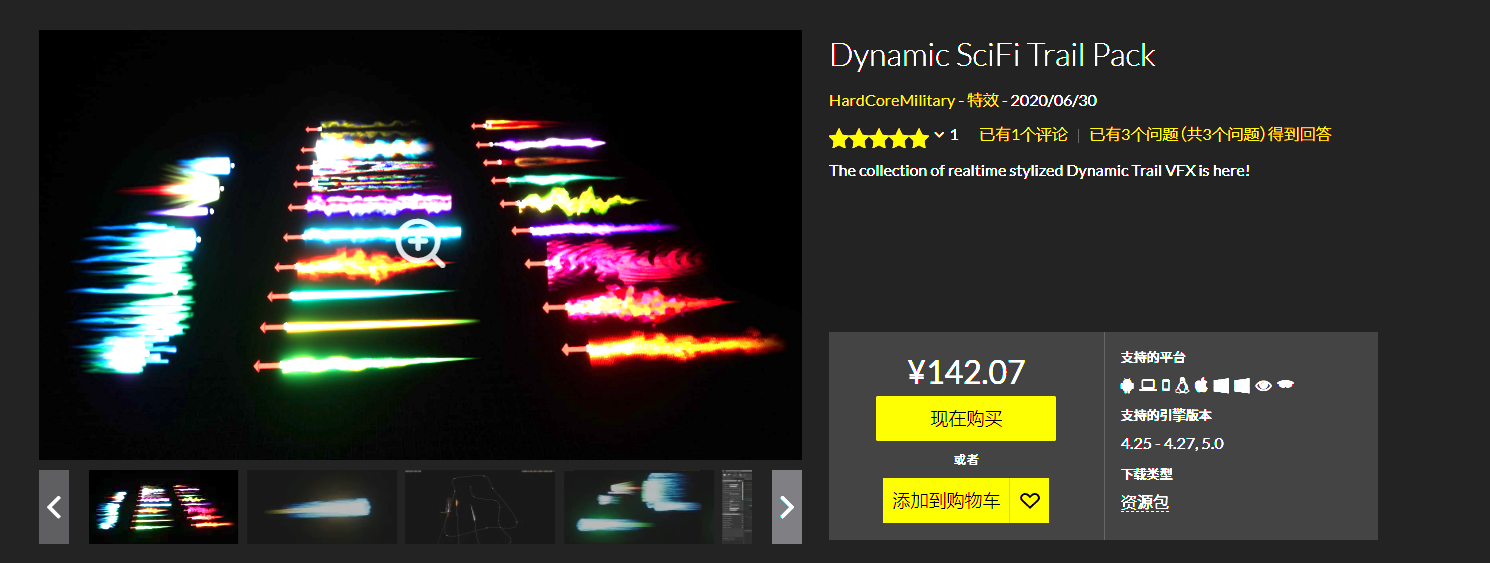 Dynamic SciFi Trail Pack
HardCoreMilitary - 特效 - 2020/06/30
1 已有1个评论 | 已有3个问题 (共3个问题) 得到回答
The collection of realtime stylized Dynamic Trail VFX is here!
¥142.07
现在购买
或者
添加到购物车
支持的平台
支持的引擎版本
4.25 - 4.27, 5.0
下载类型
资源包